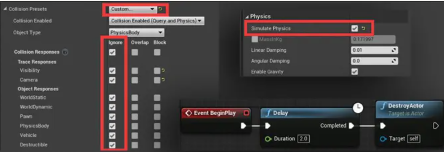 Collision Presets
Custom...
Collision Enabled
Collision Enabled (Query and Physics)
Object Type
PhysicsBody
Ignore Overlap Block
Collision Responses
Trace Responses
Visibility
Camera
Object Responses
WorldStatic
WorldDynamic
Pawn
PhysicsBody
Vehicle
Destructible
Physics
Simulate Physics
Linear Damping
0.01
Angular Damping
0.0
Enable Gravity
Event BeginPlay
Delay
Completed
Duration 2.0
DestroyActor
Target is Actor
Target self